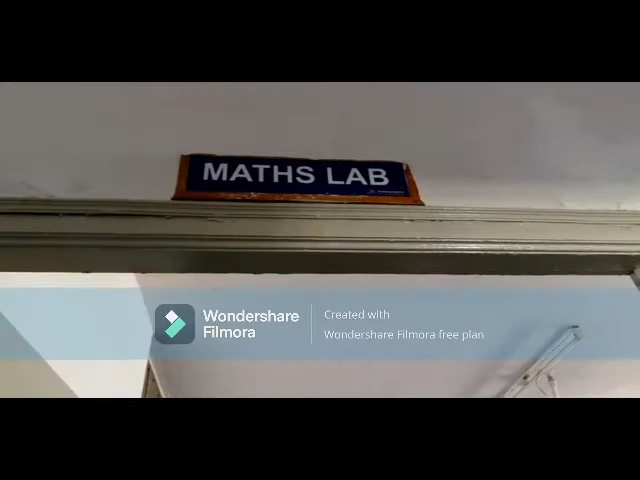 MATHS LAB
Wondershare
Filmora
Created with
Wondershare Filmora free plan